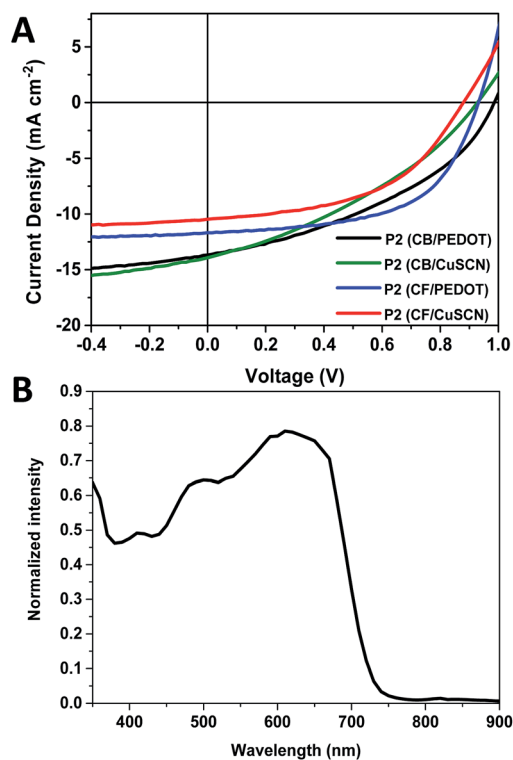 A
5
0
-5
-10
-15
-20
Current Density (mA cm⁻²)
P2 (CB/PEDOT)
P2 (CB/CuSCN)
P2 (CF/PEDOT)
P2 (CF/CuSCN)
-0.4 -0.2 0.0 0.2 0.4 0.6 0.8 1.0
Voltage (V)
B
0.9
0.8
0.7
0.6
0.5
0.4
0.3
0.2
0.1
0.0
Normalized intensity
400 500 600 700 800 900
Wavelength (nm)